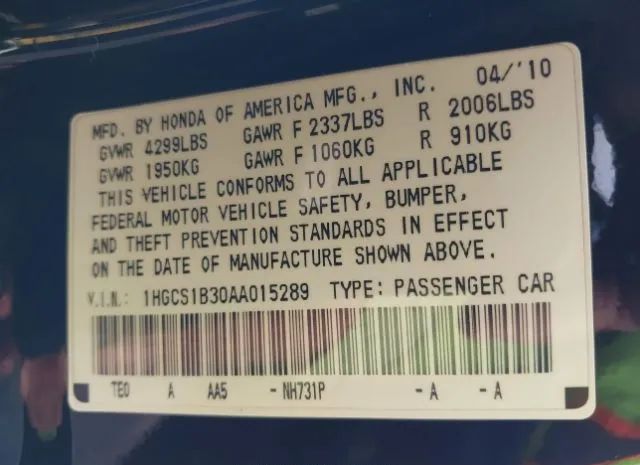 MFD. BY HONDA OF AMERICA MFG., INC. 04/'10
GVWR 4299LBS GAWR F 2337LBS R 2006LBS
GVWR 1950KG GAWR F 1060KG R 910KG
THIS VEHICLE CONFORMS TO ALL APPLICABLE
FEDERAL MOTOR VEHICLE SAFETY, BUMPER,
AND THEFT PREVENTION STANDARDS IN EFFECT
ON THE DATE OF MANUFACTURE SHOWN ABOVE.
V.I.N.: 1HGCS1B30AA015289 TYPE: PASSENGER CAR
TE0 A AA5 - NH731P - A - A